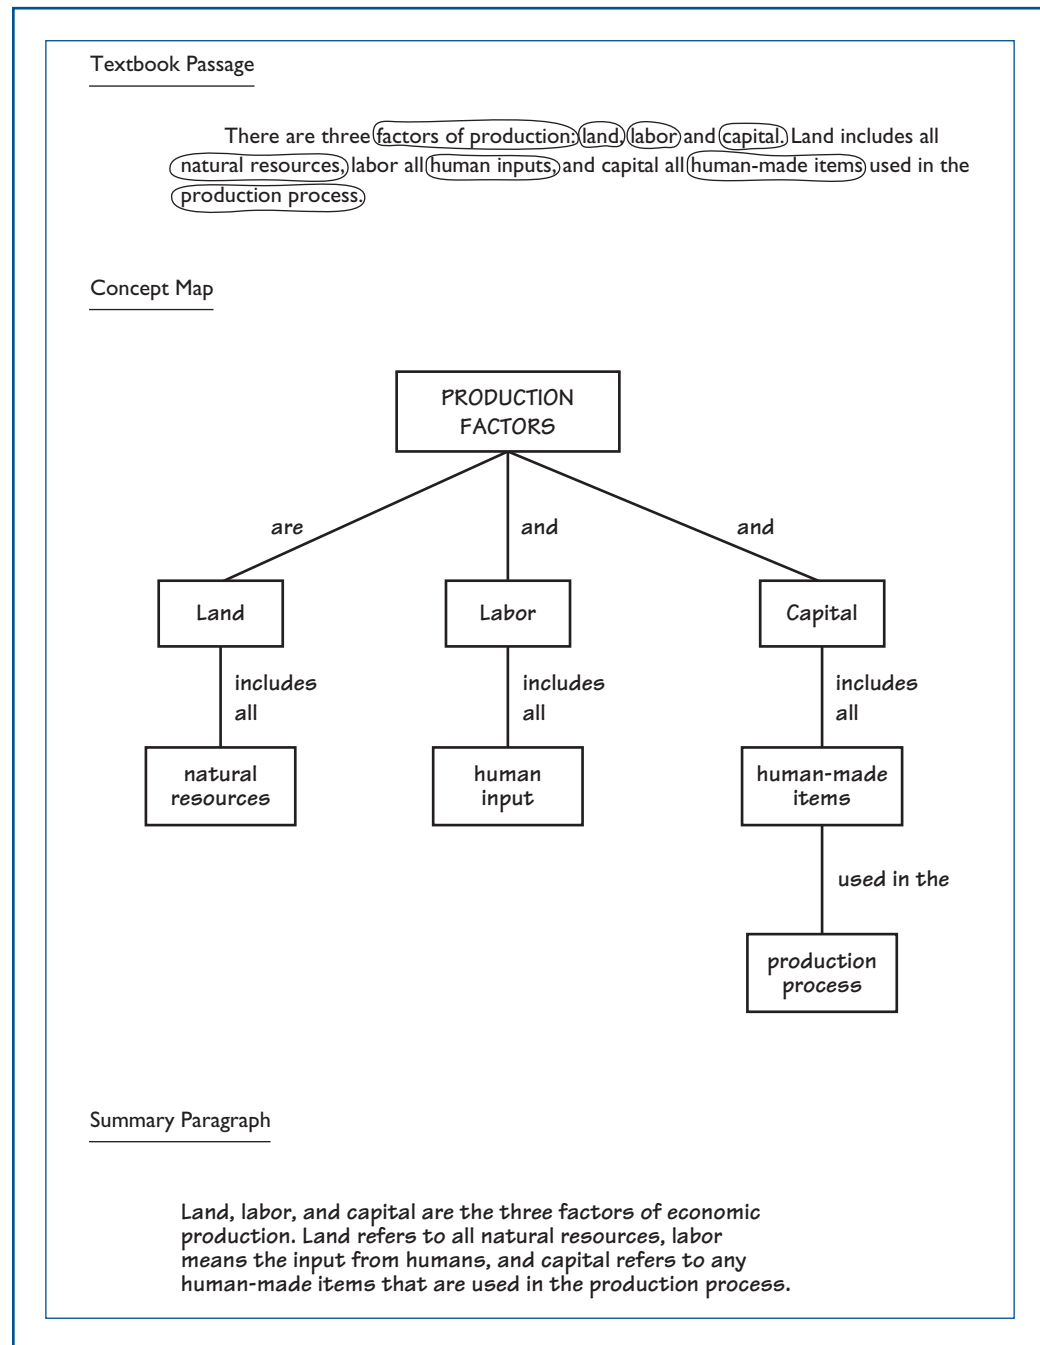 Textbook Passage
There are three factors of production: land, labor and capital. Land includes all
natural resources, labor all human inputs, and capital all human-made items used in the
production process.
Concept Map
PRODUCTION
FACTORS
are
and
and
Land
Labor
Capital
includes
all
includes
all
includes
all
natural
resources
human
input
human-made
items
used in the
production
process
Summary Paragraph
Land, labor, and capital are the three factors of economic
production. Land refers to all natural resources, labor
means the input from humans, and capital refers to any
human-made items that are used in the production process.